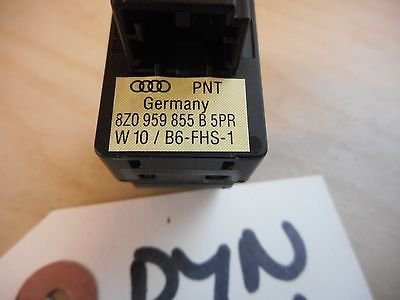 PNT
Germany
8Z0 959 855 B 5PR
W 10 / B6-FHS-1
DYN